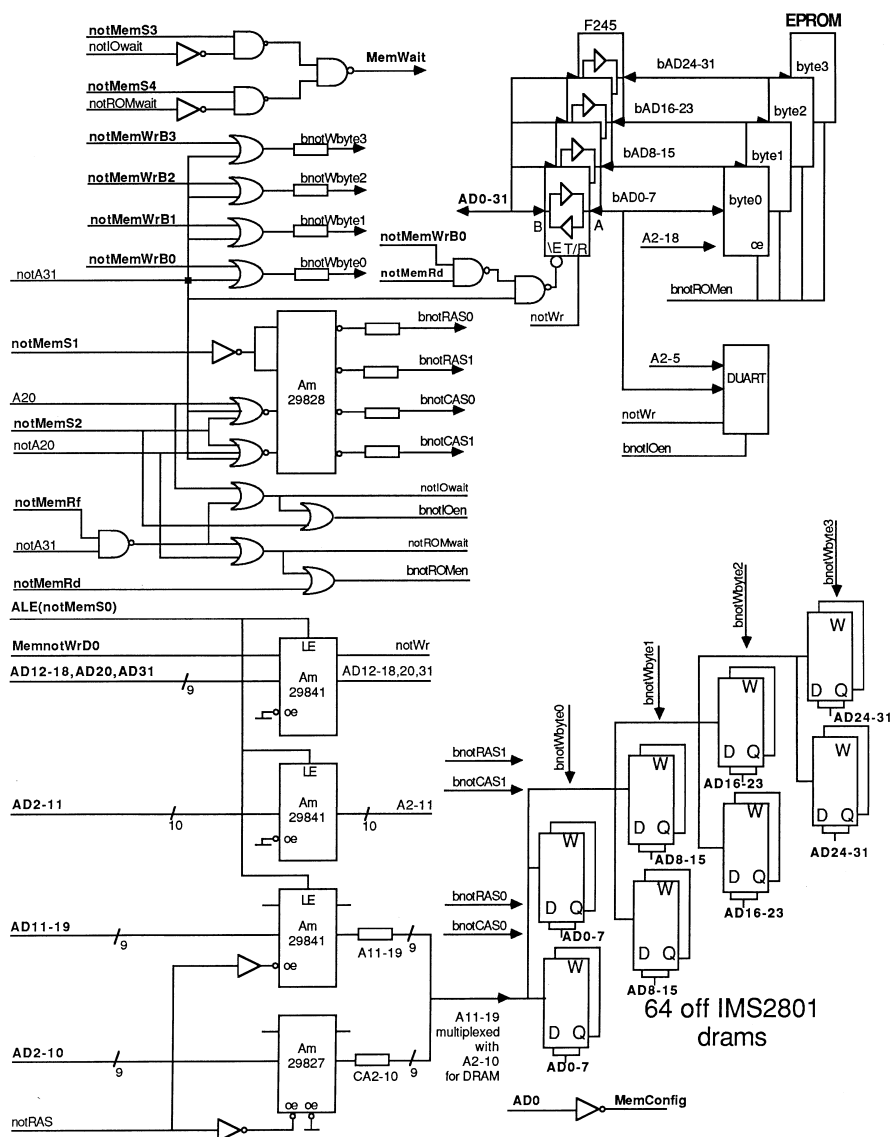 notMemS3
notIOwait
MemWait
notMemS4
notROMwait
notMemWrB3
bnotWbyte3
notMemWrB2
bnotWbyte2
notMemWrB1
bnotWbyte1
notMemWrB0
bnotWbyte0
notA31
F245
EPROM
bAD24-31
byte3
bAD16-23
byte2
bAD8-15
byte1
AD0-31
bAD0-7
byte0
B
A
\E T/R
ce
A2-18
bnotROMen
notMemWrB0
notMemRd
notWr
notMemS1
Am
29828
bnotRAS0
bnotRAS1
bnotCAS0
bnotCAS1
A20
notMemS2
notA20
A2-5
DUART
notWr
bnotIOen
notMemRf
notA31
notMemRd
notIOwait
bnotIOen
notROMwait
bnotROMen
ALE(notMemS0)
MemnotWrD0
AD12-18,AD20,AD31
9
LE
Am
29841
oe
notWr
AD12-18,20,31
AD2-11
10
LE
Am
29841
oe
A2-11
10
AD11-19
9
LE
Am
29841
oe
A11-19
9
AD2-10
9
Am
29827
oe oe
CA2-10
9
notRAS
bnotRAS1
bnotCAS1
bnotRAS0
bnotCAS0
A11-19
multiplexed
with
A2-10
for DRAM
bnotWbyte0
bnotWbyte1
bnotWbyte2
bnotWbyte3
W
D Q
AD0-7
W
D Q
AD0-7
W
D Q
AD8-15
W
D Q
AD8-15
W
D Q
AD16-23
W
D Q
AD16-23
W
D Q
AD24-31
W
D Q
AD24-31
64 off IMS2801
drams
AD0
MemConfig